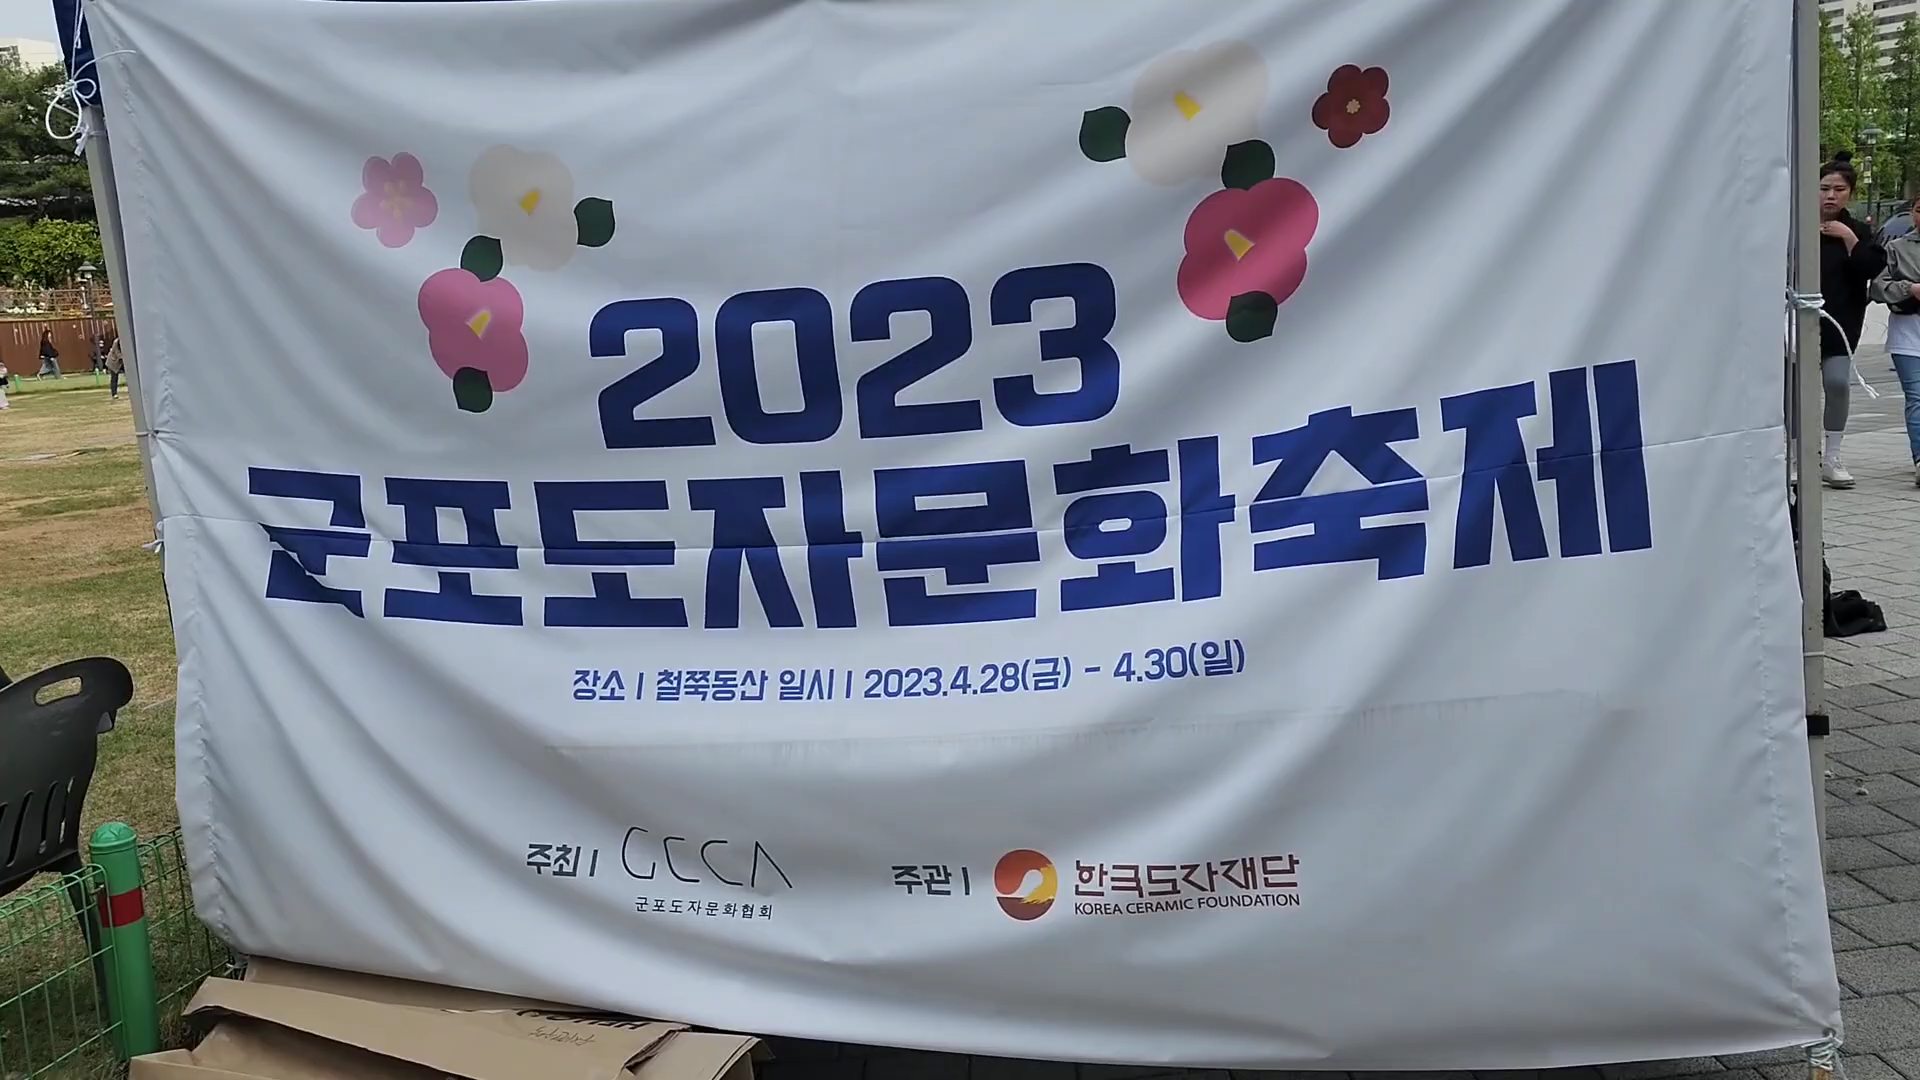 2023
군포도자문화축제
장소 | 철쭉동산 일시 | 2023.4.28(금) - 4.30(일)
주최 | GCCA
군포도자문화협회
주관 | 한국도자재단
KOREA CERAMIC FOUNDATION